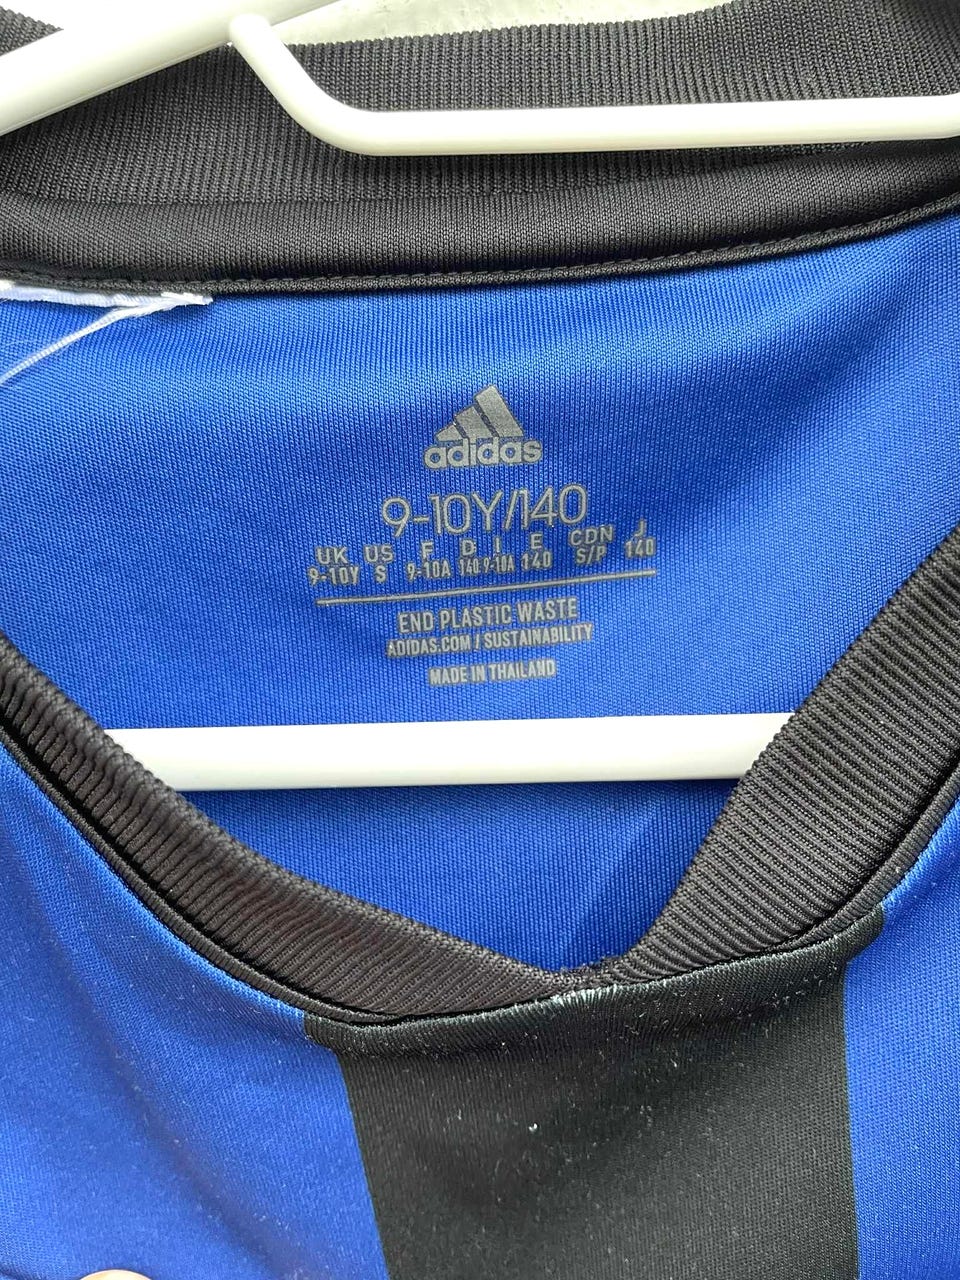 adidas
9-10Y/140
UK US F D I E CDN J
9-10Y S 9-10A 140 9-10A 140 S/P 140
END PLASTIC WASTE
ADIDAS.COM / SUSTAINABILITY
MADE IN THAILAND